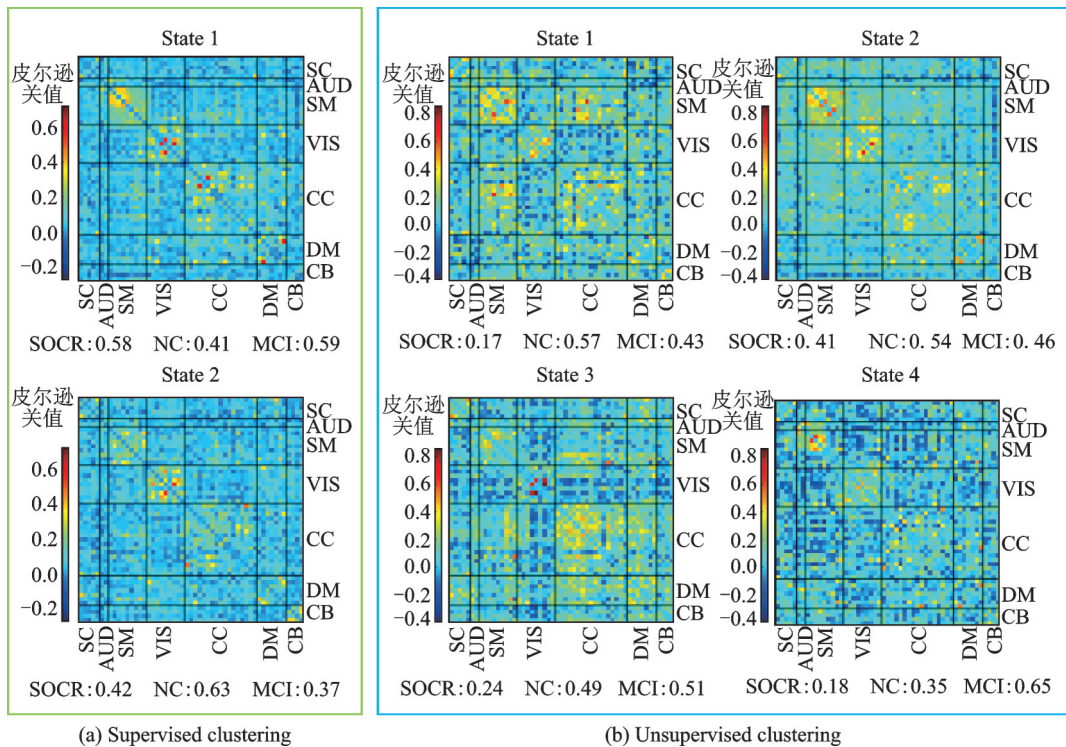 State 1
皮尔逊
关值
0.6
0.4
0.2
0.0
−0.2
SC
AUD
SM
VIS
CC
DM
CB
SC
AUD
SM
VIS
CC
DM
CB
SOCR:0.58 NC:0.41 MCI:0.59
State 2
皮尔逊
关值
0.6
0.4
0.2
0.0
−0.2
SC
AUD
SM
VIS
CC
DM
CB
SC
AUD
SM
VIS
CC
DM
CB
SOCR:0.42 NC:0.63 MCI:0.37
(a) Supervised clustering
State 1
皮尔逊
关值
0.8
0.6
0.4
0.2
0.0
−0.2
−0.4
SC
AUD
SM
VIS
CC
DM
CB
SC
AUD
SM
VIS
CC
DM
CB
SOCR:0.17 NC:0.57 MCI:0.43
State 2
皮尔逊
关值
0.8
0.6
0.4
0.2
0.0
−0.2
−0.4
SC
AUD
SM
VIS
CC
DM
CB
SC
AUD
SM
VIS
CC
DM
CB
SOCR:0. 41 NC:0. 54 MCI:0. 46
State 3
皮尔逊
关值
0.8
0.6
0.4
0.2
0.0
−0.2
−0.4
SC
AUD
SM
VIS
CC
DM
CB
SC
AUD
SM
VIS
CC
DM
CB
SOCR:0.24 NC:0.49 MCI:0.51
State 4
皮尔逊
关值
0.8
0.6
0.4
0.2
0.0
−0.2
−0.4
SC
AUD
SM
VIS
CC
DM
CB
SC
AUD
SM
VIS
CC
DM
CB
SOCR:0.18 NC:0.35 MCI:0.65
(b) Unsupervised clustering